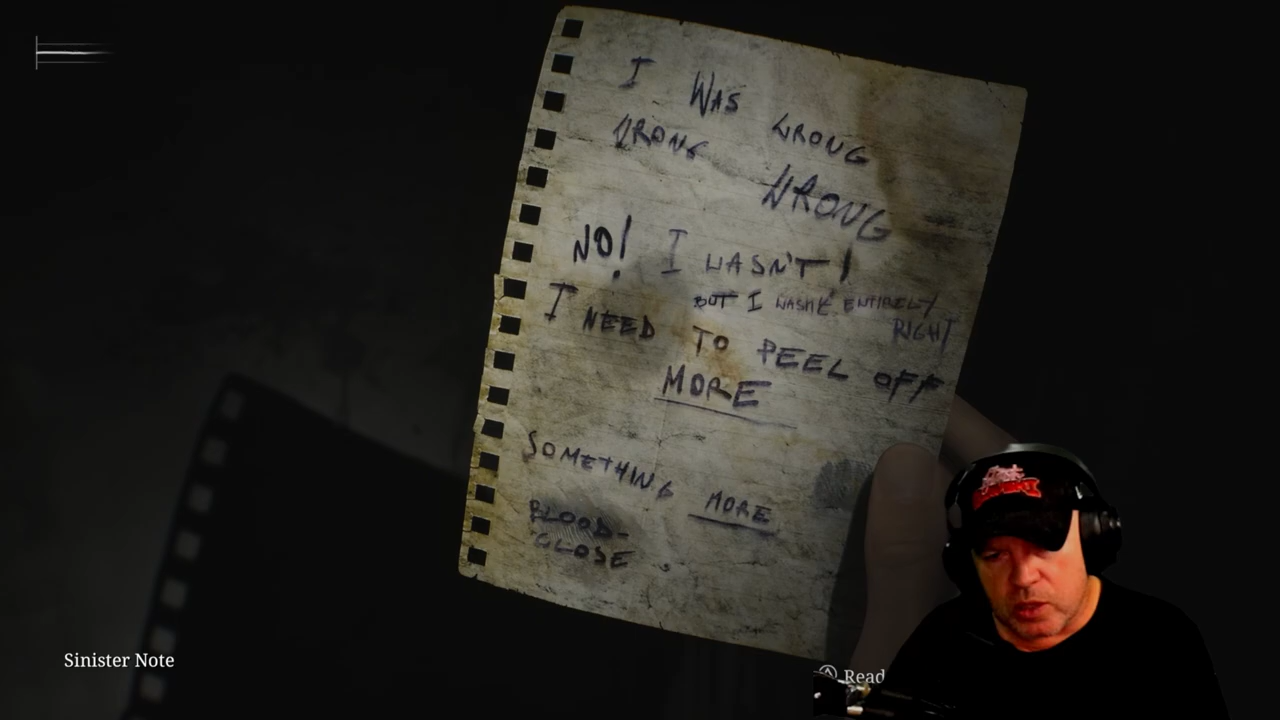 I WAS WRONG
WRONG
WRONG
NO! I WASN'T!
BUT I WASN'T ENTIRELY
RIGHT
I NEED TO PEEL OFF
MORE
SOMETHING MORE
BLOOD-
CLOSE
Sinister Note
Read